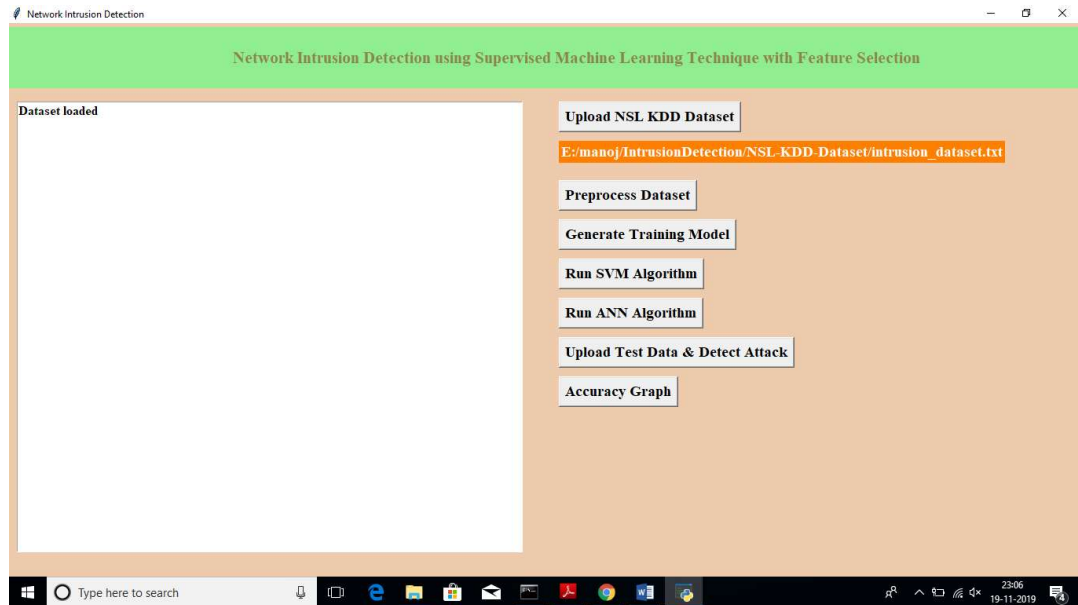 Network Intrusion Detection
Network Intrusion Detection using Supervised Machine Learning Technique with Feature Selection
Dataset loaded
Upload NSL KDD Dataset
E:/manoj/IntrusionDetection/NSL-KDD-Dataset/intrusion_dataset.txt
Preprocess Dataset
Generate Training Model
Run SVM Algorithm
Run ANN Algorithm
Upload Test Data & Detect Attack
Accuracy Graph
Type here to search
23:06
19-11-2019
4